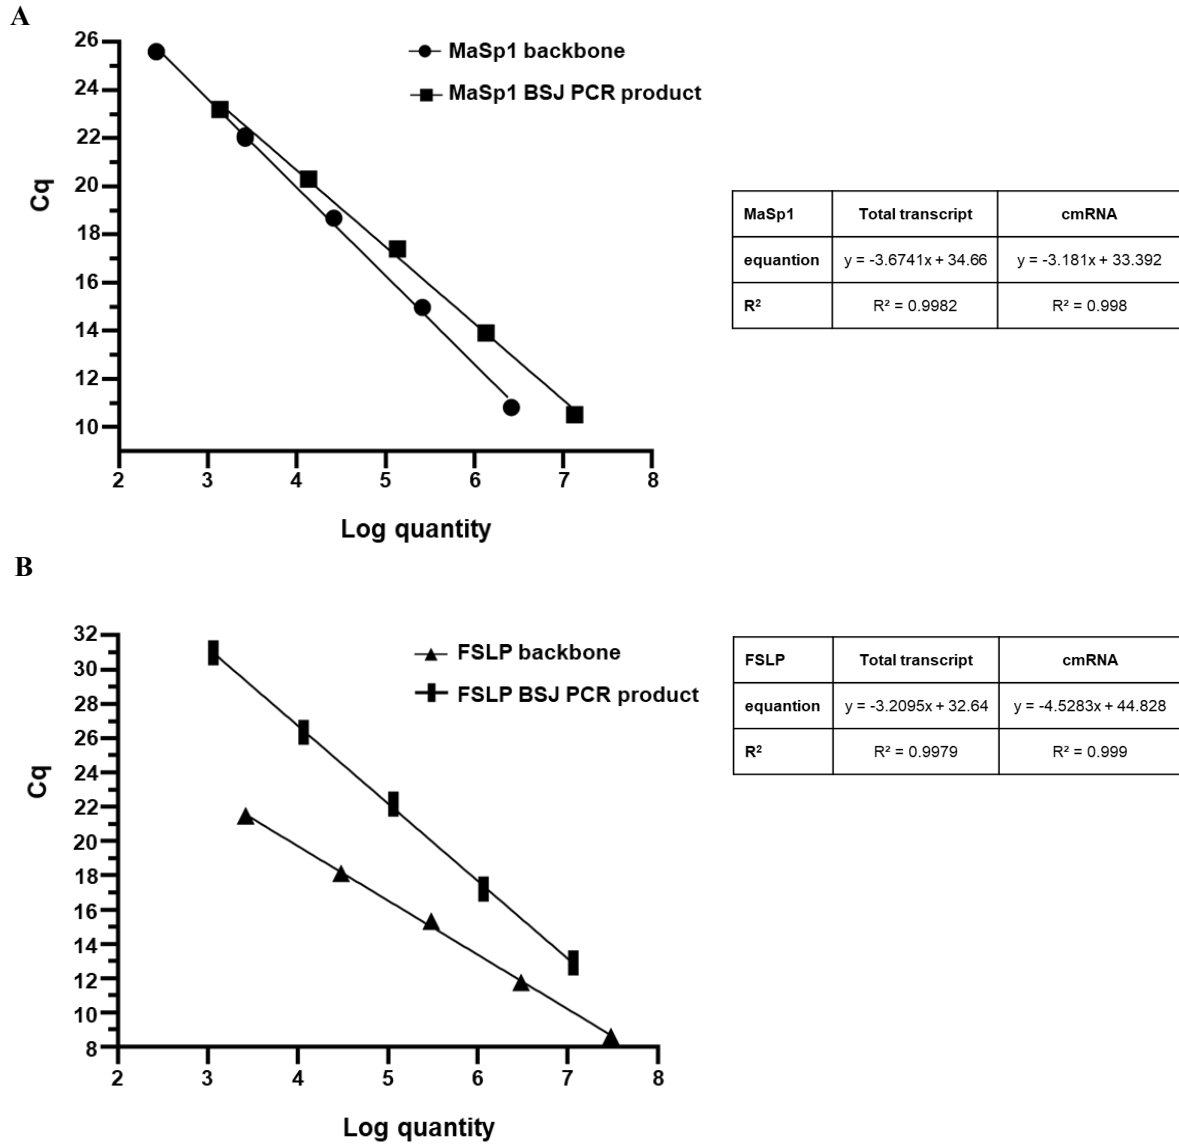 A
26
24
22
20
18
16
14
12
10
Cq
2 3 4 5 6 7 8
Log quantity
MaSp1 backbone
MaSp1 BSJ PCR product
MaSp1 Total transcript cmRNA
equantion y = -3.6741x + 34.66 y = -3.181x + 33.392
R² R² = 0.9982 R² = 0.998
B
32
30
28
26
24
22
20
18
16
14
12
10
8
Cq
2 3 4 5 6 7 8
Log quantity
FSLP backbone
FSLP BSJ PCR product
FSLP Total transcript cmRNA
equantion y = -3.2095x + 32.64 y = -4.5283x + 44.828
R² R² = 0.9979 R² = 0.999